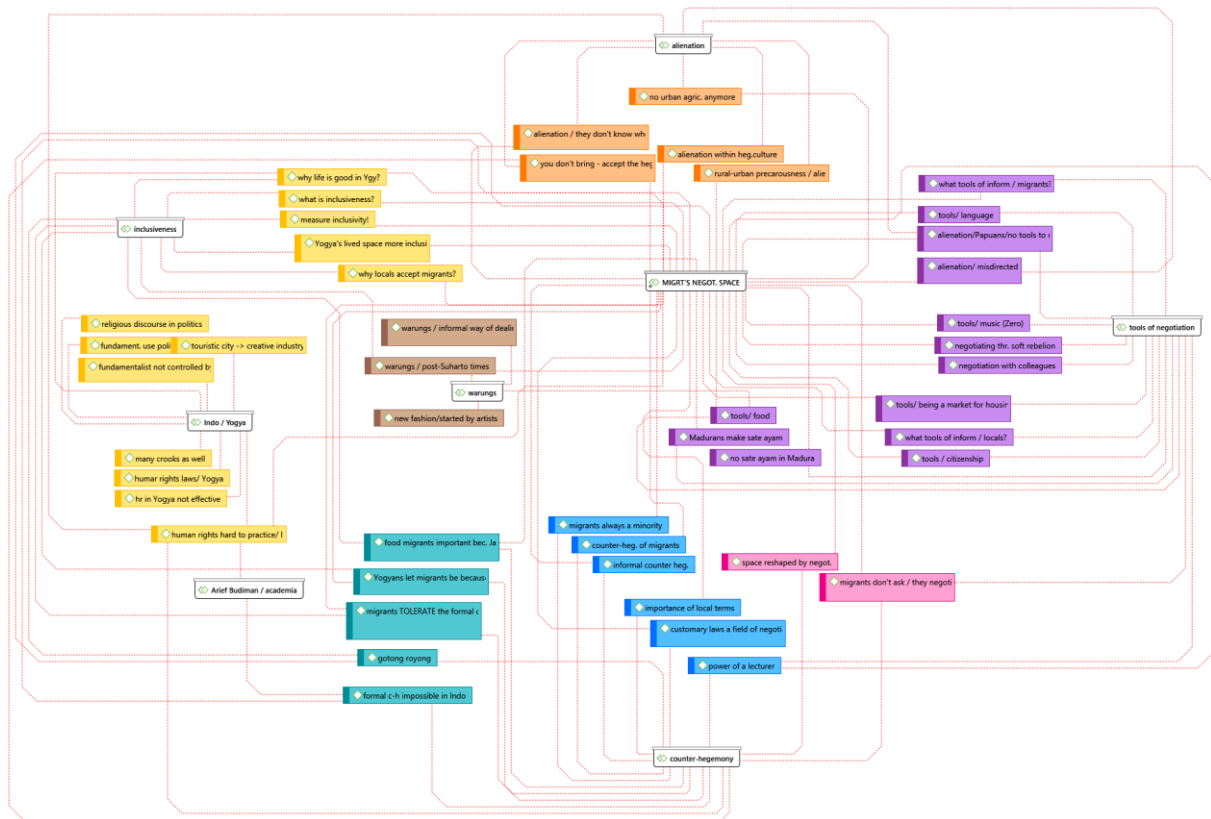 alienation
no urban agric. anymore
alienation / they don't know wh
you don't bring - accept the heg
alienation within heg.culture
rural-urban precarousness / alie
why life is good in Ygy?
what is inclusiveness?
measure inclusivity!
Yogya's lived space more inclusi
why locals accept migrants?
inclusiveness
what tools of inform / migrants?
tools/ language
alienation/Papuans/no tools to
alienation/ misdirected
MIGRT'S NEGOT. SPACE
religious discourse in politics
fundament. use poli
touristic city -> creative industry
fundamentalist not controlled by
warungs / informal way of dealin
warungs / post-Suharto times
warungs
new fashion/started by artists
tools/ music (Zero)
negotiating thr. soft rebelion
negotiation with colleagues
tools of negotiation
Indo / Yogya
tools/ food
Madurans make sate ayam
no sate ayam in Madura
tools/ being a market for housir
what tools of inform / locals?
tools / citizenship
many crooks as well
humar rights laws/ Yogya
hr in Yogya not effective
human rights hard to practice/ I
Arief Budiman / academia
food migrants important bec. Ja
Yogyans let migrants be because
migrants TOLERATE the formal c
gotong royong
formal c-h impossible in Indo
migrants always a minority
counter-heg. of migrants
informal counter heg.
space reshaped by negot.
migrants don't ask / they negoti
importance of local terms
customary laws a field of negoti
power of a lecturer
counter-hegemony